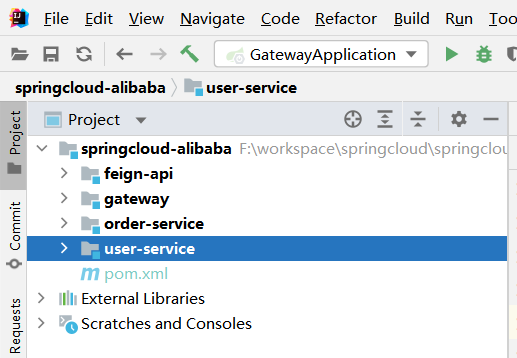 File Edit View Navigate Code Refactor Build Run Too
GatewayApplication
springcloud-alibaba user-service
Project
springcloud-alibaba F:\workspace\springcloud\springclou
feign-api
gateway
order-service
user-service
pom.xml
External Libraries
Scratches and Consoles
Project
Commit
Requests